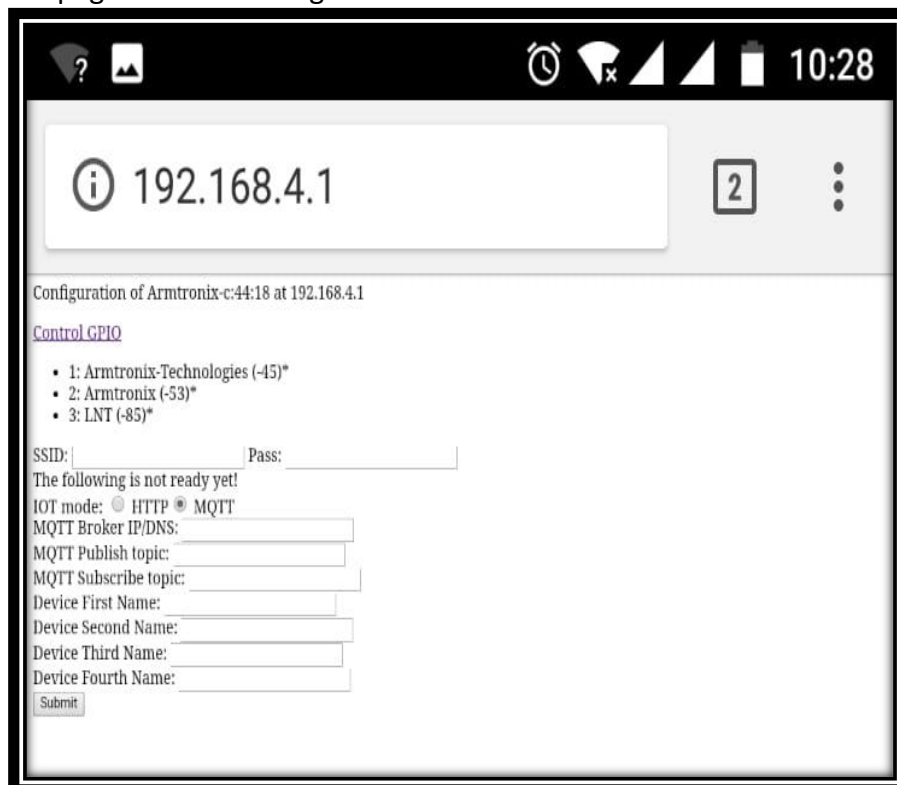 10:28
192.168.4.1
2
Configuration of Armtronix-c:44:18 at 192.168.4.1
Control GPIO
• 1: Armtronix-Technologies (-45)*
• 2: Armtronix (-53)*
• 3: LNT (-85)*
SSID: Pass:
The following is not ready yet!
IOT mode: HTTP MQTT
MQTT Broker IP/DNS:
MQTT Publish topic:
MQTT Subscribe topic:
Device First Name:
Device Second Name:
Device Third Name:
Device Fourth Name:
Submit